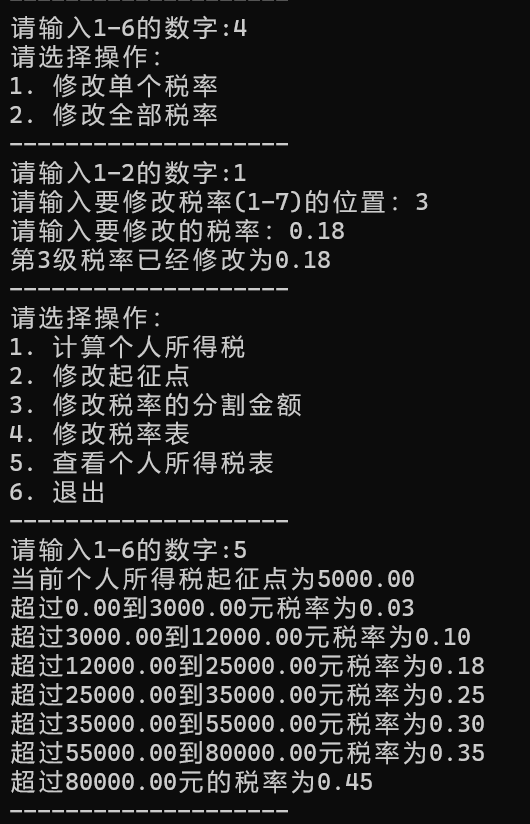 --------------------
请输入1-6的数字:4
请选择操作:
1. 修改单个税率
2. 修改全部税率
--------------------
请输入1-2的数字:1
请输入要修改税率(1-7)的位置: 3
请输入要修改的税率: 0.18
第3级税率已经修改为0.18
--------------------
请选择操作:
1. 计算个人所得税
2. 修改起征点
3. 修改税率的分割金额
4. 修改税率表
5. 查看个人所得税表
6. 退出
--------------------
请输入1-6的数字:5
当前个人所得税起征点为5000.00
超过0.00到3000.00元税率为0.03
超过3000.00到12000.00元税率为0.10
超过12000.00到25000.00元税率为0.18
超过25000.00到35000.00元税率为0.25
超过35000.00到55000.00元税率为0.30
超过55000.00到80000.00元税率为0.35
超过80000.00元的税率为0.45
--------------------